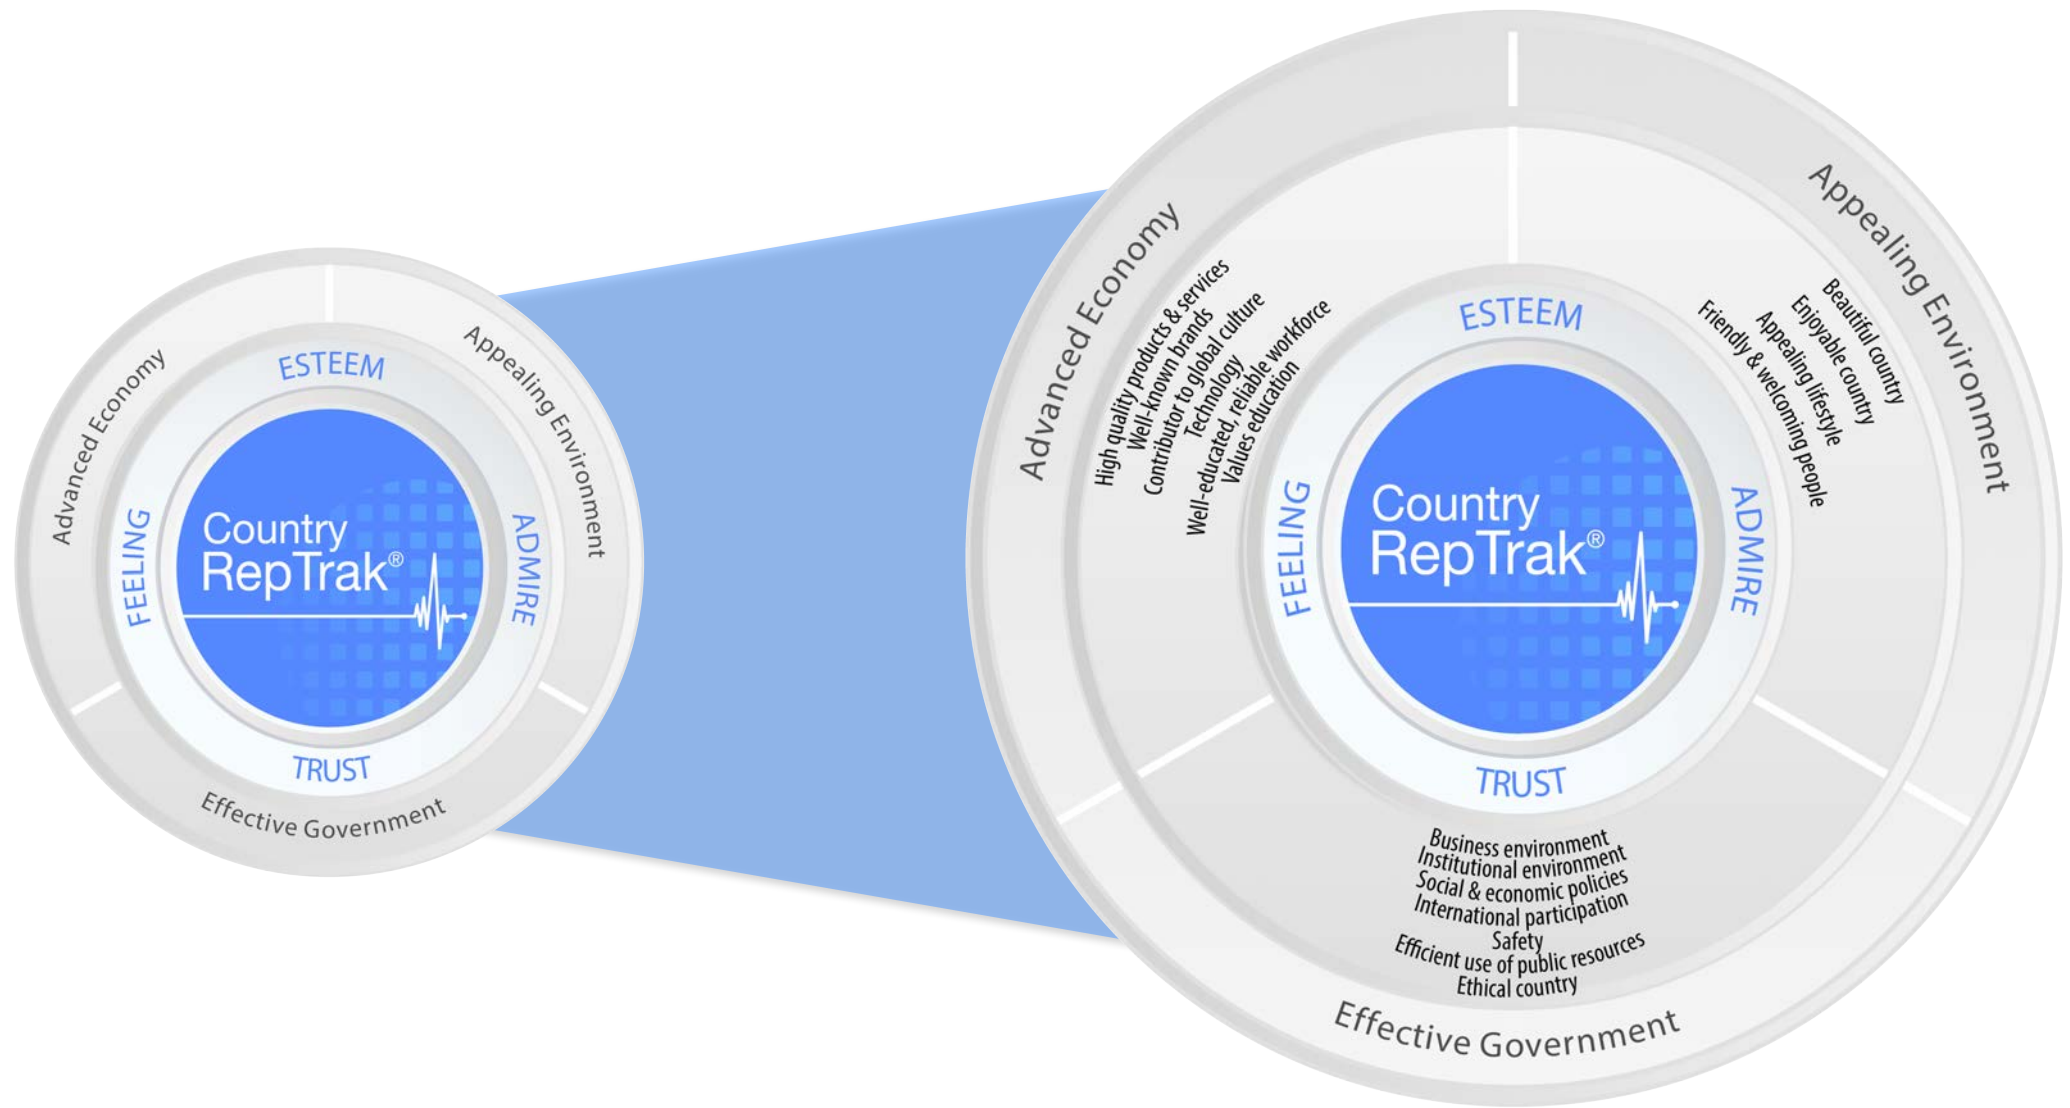 Advanced Economy
Appealing Environment
Effective Government
ESTEEM
ADMIRE
TRUST
FEELING
Country
RepTrak®
Advanced Economy
High quality products & services
Well-known brands
Contributor to global culture
Technology
Well-educated, reliable workforce
Values education
Appealing Environment
Beautiful country
Enjoyable country
Appealing lifestyle
Friendly & welcoming people
ESTEEM
ADMIRE
TRUST
FEELING
Country
RepTrak®
Business environment
Institutional environment
Social & economic policies
International participation
Safety
Efficient use of public resources
Ethical country
Effective Government